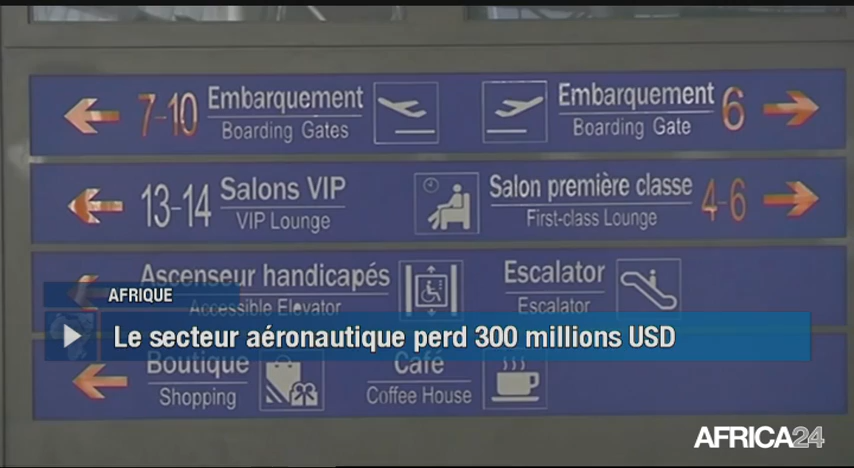 7-10 Embarquement
Boarding Gates
Embarquement 6
Boarding Gate
13-14 Salons VIP
VIP Lounge
Salon première classe 4-6
First-class Lounge
Ascenseur handicapés
Accessible Elevator
Escalator
Escalator
AFRIQUE
Le secteur aéronautique perd 300 millions USD
Boutique
Shopping
Café
Coffee House
AFRICA24